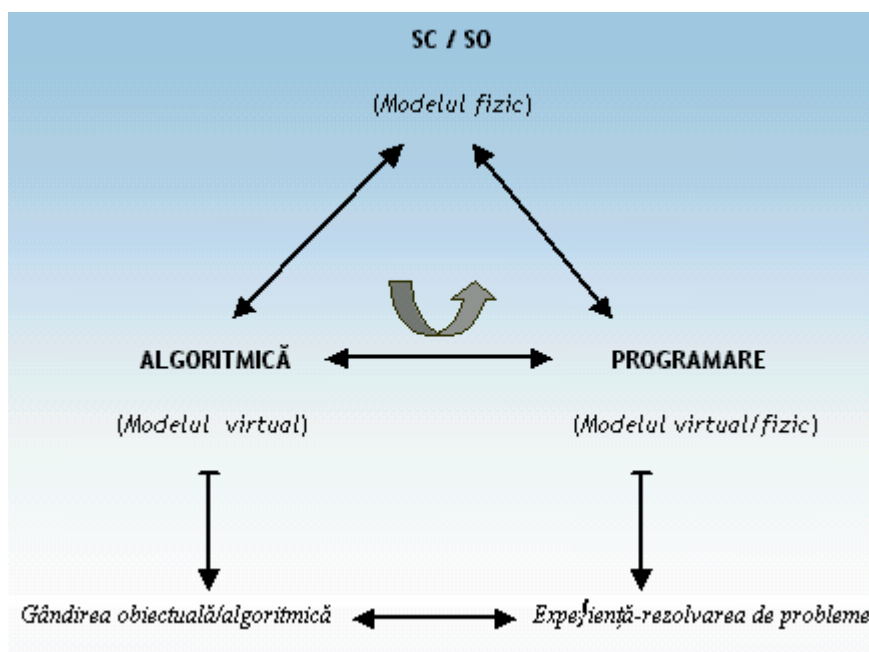 SC / SO
(Modelul fizic)
ALGORITMICĂ PROGRAMARE
(Modelul virtual) (Modelul virtual/fizic)
Gândirea obiectuală/algoritmică Experiență-rezolvarea de probleme